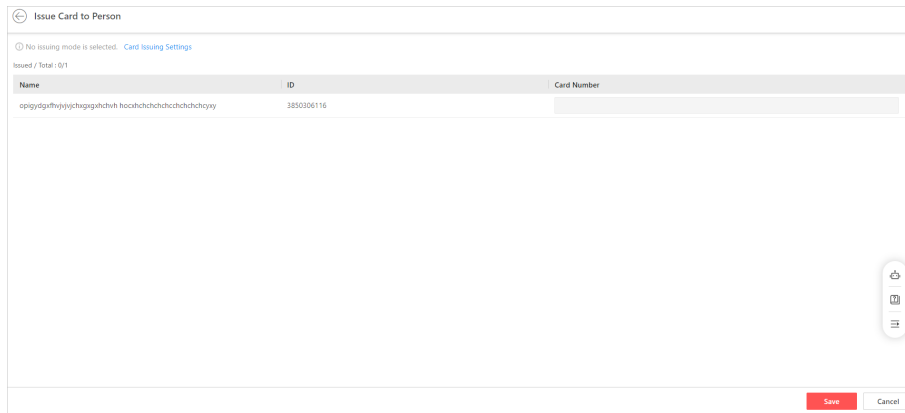 Issue Card to Person
No issuing mode is selected. Card Issuing Settings
Issued / Total : 0/1
Name ID Card Number
opigydgxfhvjvjvjchxgxgxhchvh hocxhchchchchcchchchchcyxy 3850306116
Save Cancel